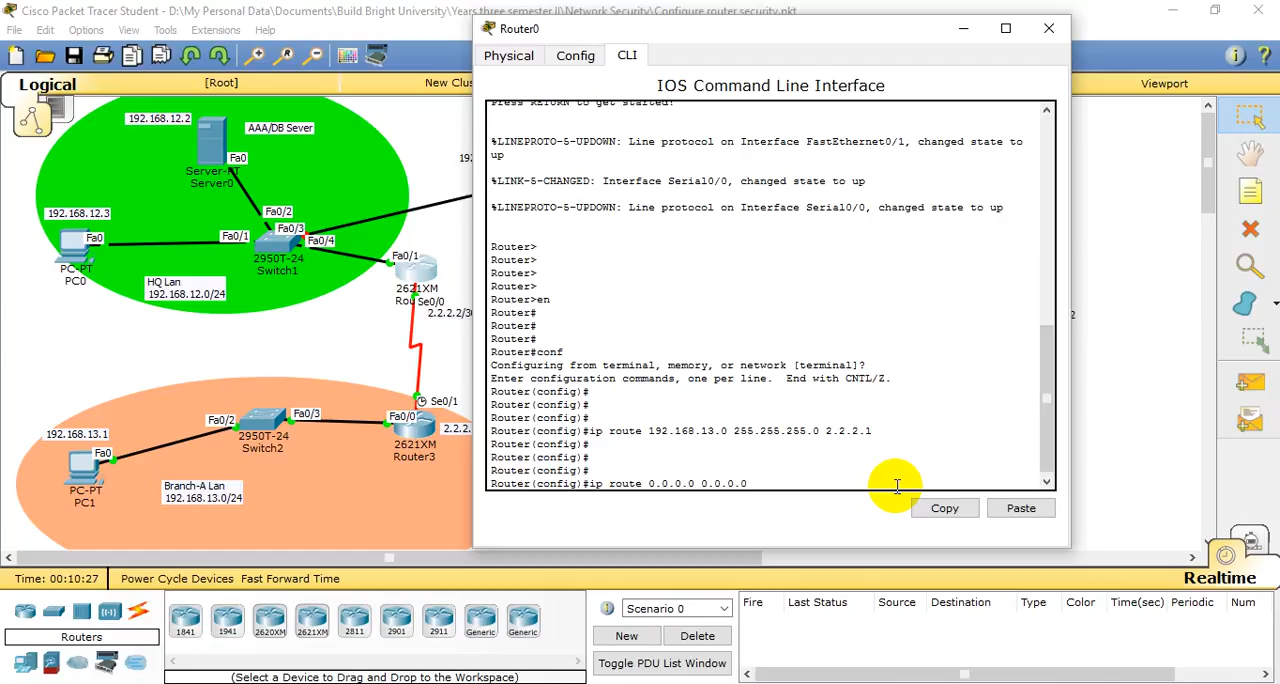 Cisco Packet Tracer Student - D:\My Personal Data\Documents\Build Bright University\Years three semester II\Network Security\Configure router security.pkt
File Edit Options View Tools Extensions Help
Logical
[Root]
New Clus
Viewport
192.168.12.2
AAA/DB Sever
Fa0
Server-PT
Server0
192
192.168.12.3
Fa0
PC-PT
PC0
Fa0/1
Fa0/2
Fa0/3
Fa0/4
2950T-24
Switch1
Fa0/1
HQ Lan
192.168.12.0/24
2621XM
Rou
Se0/0
2.2.2.2/30
Se0/1
Fa0/2
Fa0/3
Fa0/0
2950T-24
Switch2
2621XM
Router3
2.2.2.
192.168.13.1
Fa0
PC-PT
PC1
Branch-A Lan
192.168.13.0/24
Router0
Physical Config CLI
IOS Command Line Interface
Press RETURN to get started!
%LINEPROTO-5-UPDOWN: Line protocol on Interface FastEthernet0/1, changed state to
up
%LINK-5-CHANGED: Interface Serial0/0, changed state to up
%LINEPROTO-5-UPDOWN: Line protocol on Interface Serial0/0, changed state to up
Router>
Router>
Router>
Router>
Router>en
Router#
Router#
Router#
Router#conf
Configuring from terminal, memory, or network [terminal]?
Enter configuration commands, one per line.  End with CNTL/Z.
Router(config)#
Router(config)#
Router(config)#
Router(config)#ip route 192.168.13.0 255.255.255.0 2.2.2.1
Router(config)#
Router(config)#
Router(config)#
Router(config)#ip route 0.0.0.0 0.0.0.0
Copy
Paste
2
Time: 00:10:27
Power Cycle Devices Fast Forward Time
Realtime
Routers
1841 1941 2620XM 2621XM 2811 2901 2911 Generic Generic
(Select a Device to Drag and Drop to the Workspace)
Scenario 0
New
Delete
Toggle PDU List Window
Fire Last Status Source Destination Type Color Time(sec) Periodic Num